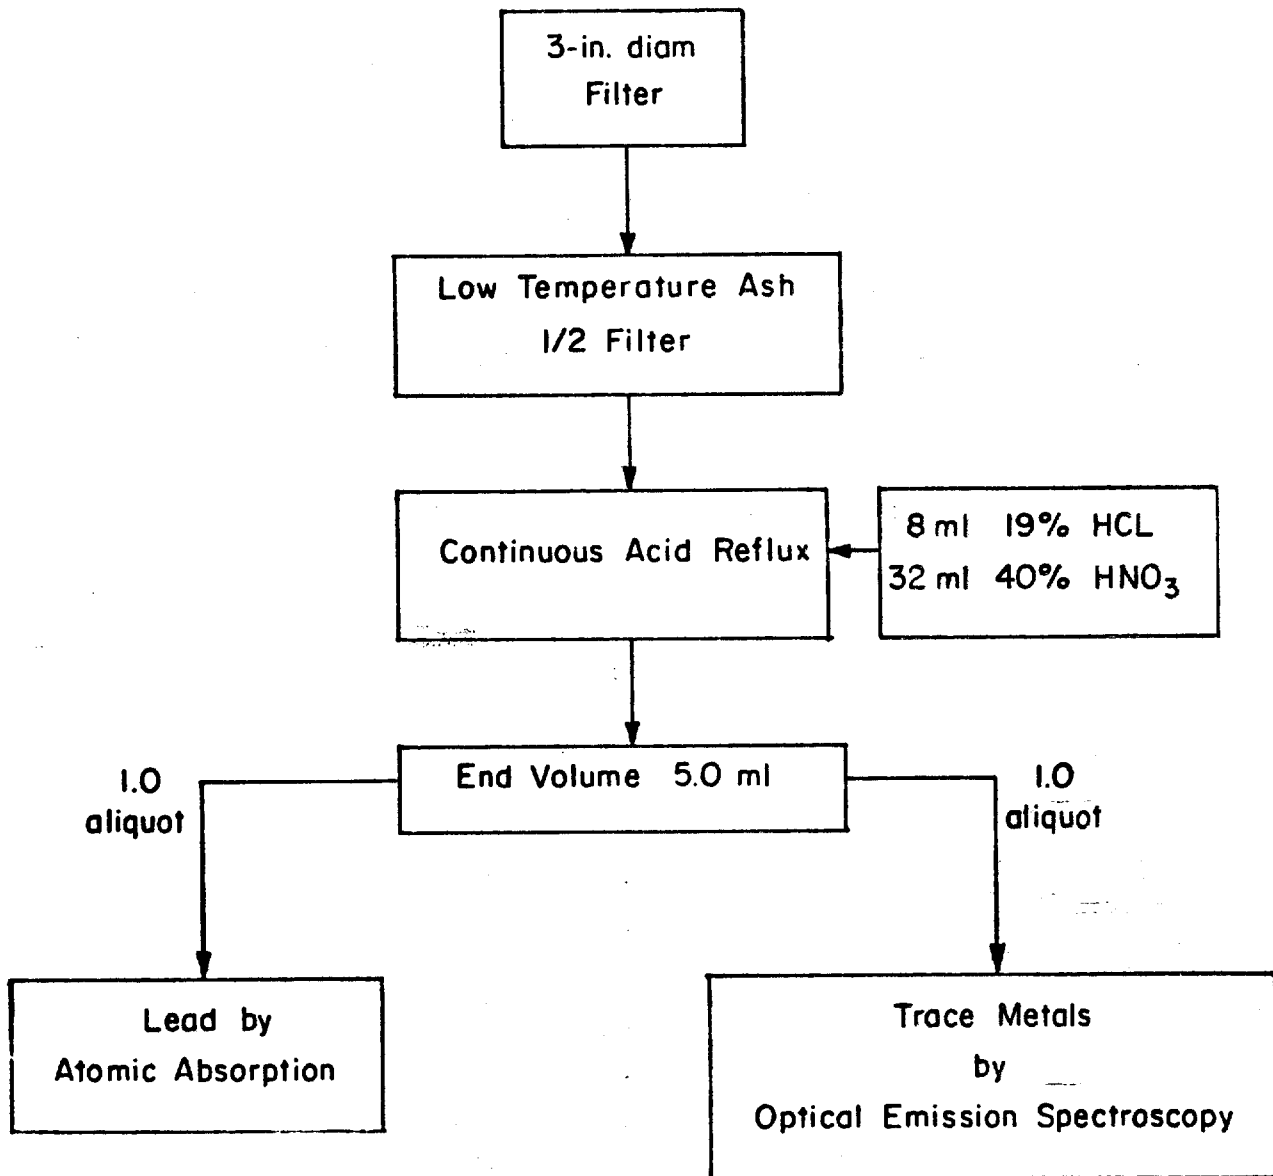 3-in. diam
Filter
Low Temperature Ash
1/2 Filter
Continuous Acid Reflux
8 ml 19% HCL
32 ml 40% HNO3
End Volume 5.0 ml
1.0
aliquot
1.0
aliquot
Lead by
Atomic Absorption
Trace Metals
by
Optical Emission Spectroscopy